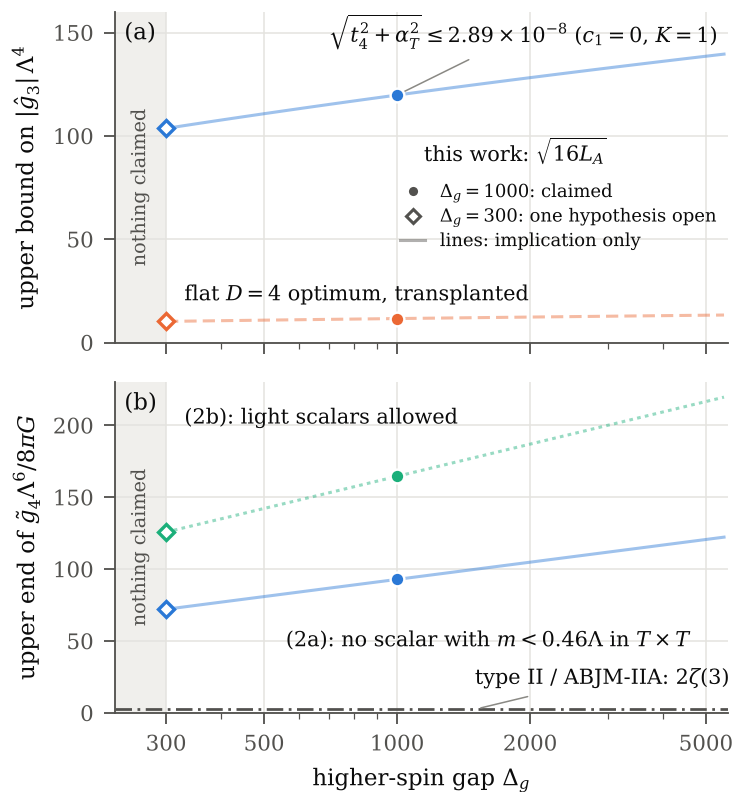 (a)
√(t₄² + α_T²) ≤ 2.89 × 10⁻⁸ (c₁ = 0, K = 1)
150
100
50
0
upper bound on |ĝ₃| Λ⁴
nothing claimed
this work: √(16L_A)
Δ_g = 1000: claimed
Δ_g = 300: one hypothesis open
lines: implication only
flat D = 4 optimum, transplanted
(b)
(2b): light scalars allowed
200
150
100
50
0
upper end of g̃₄Λ⁶/8πG
nothing claimed
(2a): no scalar with m < 0.46Λ in T × T
type II / ABJM-IIA: 2ζ(3)
300 500 1000 2000 5000
higher-spin gap Δ_g